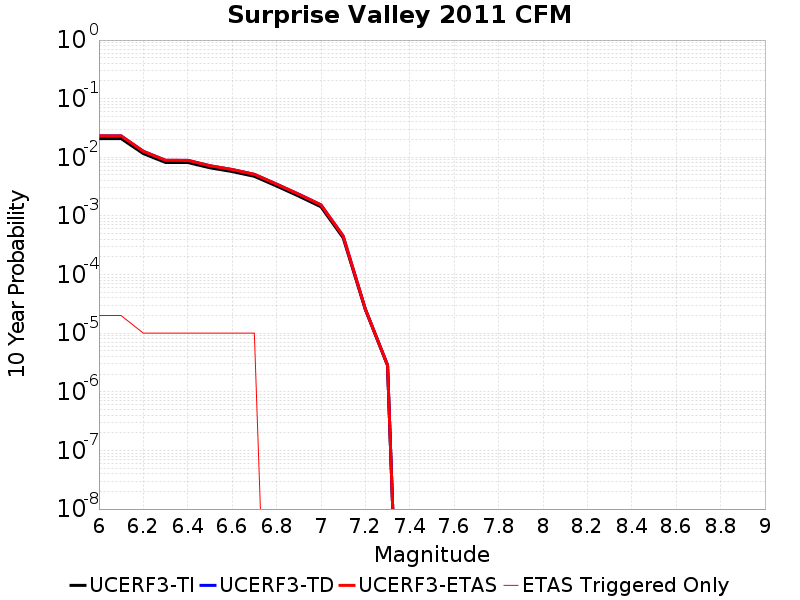 Surprise Valley 2011 CFM
10 Year Probability
10^0
10^-1
10^-2
10^-3
10^-4
10^-5
10^-6
10^-7
10^-8
6 6.2 6.4 6.6 6.8 7 7.2 7.4 7.6 7.8 8 8.2 8.4 8.6 8.8 9
Magnitude
UCERF3-TI UCERF3-TD UCERF3-ETAS ETAS Triggered Only